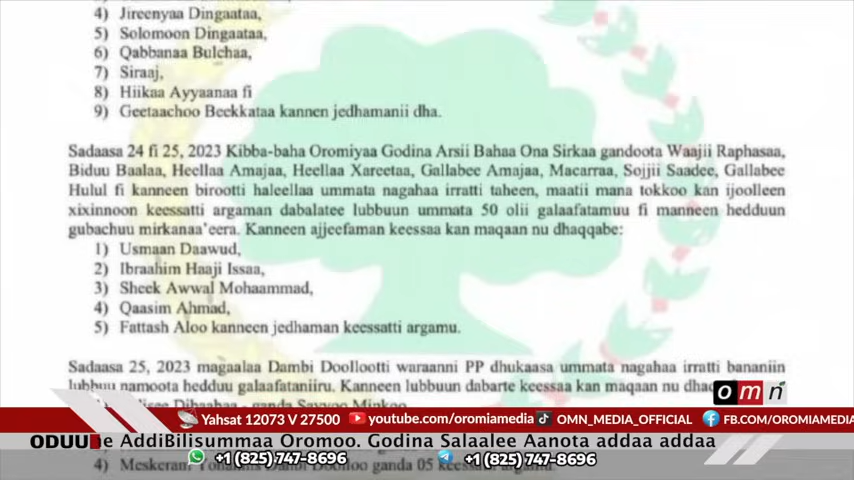 4) Jireenyaa Dingaataa,
5) Solomoon Dingaataa,
6) Qabbanaa Bulchaa,
7) Siraaj,
8) Hiikaa Ayyaanaa fi
9) Geetaachoo Beekkataa kannen jedhamanii dha.
Sadaasa 24 fi 25, 2023 Kibba-baha Oromiyaa Godina Arsii Bahaa Ona Sirkaa gandoota Waajii Raphasaa,
Biduu Baalaa, Heellaa Amajaa, Heellaa Xareetaa, Gallabee Amajaa, Macarraa, Sojjii Saadee, Gallabee
Hulul fi kanneen birootti haleellaa ummata nagahaa irratti taheen, maatii mana tokkoo kan ijoolleen
xixinnoon keessatti argaman dabalatee lubbuun ummata 50 olii galaafatamuu fi manneen hedduun
gubachuu mirkanaa'eera. Kanneen ajjeefaman keessaa kan maqaan nu dhaqqabe:
1) Usmaan Daawud,
2) Ibraahim Haaji Issaa,
3) Sheek Awwal Mohaammad,
4) Qaasim Ahmad,
5) Fattash Aloo kanneen jedhaman keessatti argamu.
Sadaasa 25, 2023 magaalaa Dambi Doollootti waraanni PP dhukaasa ummata nagahaa irratti bananiin
lubbuu namoota hedduu galaafataniiru. Kanneen lubbuun dabarte keessaa kan maqaan nu
omn
Yahsat 12073 V 27500 youtube.com/oromiamedia OMN_MEDIA_OFFICIAL FB.COM/OROMIAMEDIA
ODUU AddiBilisummaa Oromoo. Godina Salaalee Aanota addaa addaa
+1 (825) 747-8696 +1 (825) 747-8696
4)